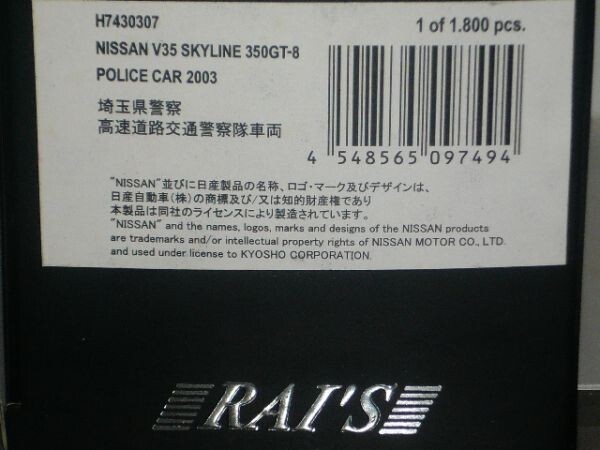 H7430307
1 of 1.800 pcs.
NISSAN V35 SKYLINE 350GT-8
POLICE CAR 2003
埼玉県警察
高速道路交通警察隊車両
4 548565 097494
"NISSAN"並びに日産製品の名称、ロゴ・マーク及びデザインは、
日産自動車(株)の商標及び/又は知的財産権であり
本製品は同社のライセンスにより製造されています。
"NISSAN" and the names, logos, marks and designs of the NISSAN products
are trademarks and/or intellectual property rights of NISSAN MOTOR CO., LTD.
and used under license to KYOSHO CORPORATION.
RAI'S